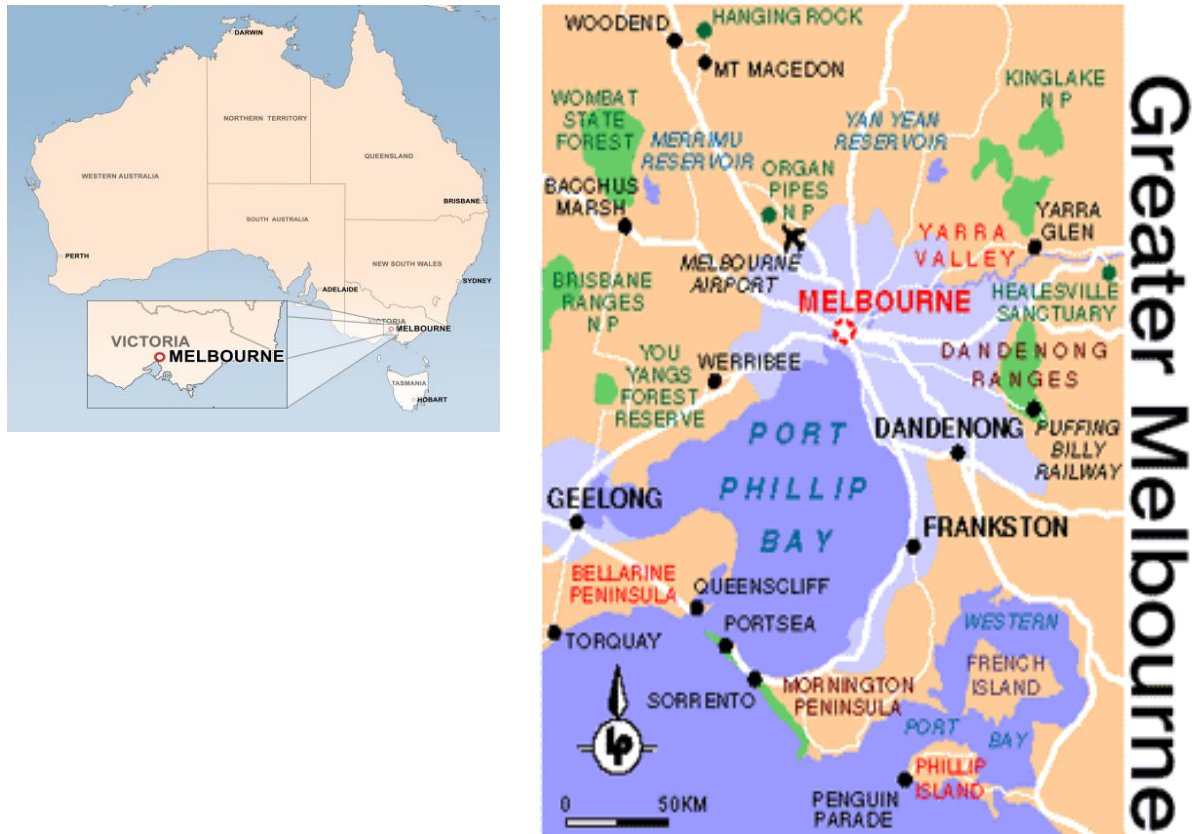 DARWIN
NORTHERN TERRITORY
QUEENSLAND
WESTERN AUSTRALIA
BRISBANE
SOUTH AUSTRALIA
PERTH
NEW SOUTH WALES
SYDNEY
ADELAIDE
VICTORIA
MELBOURNE
VICTORIA
MELBOURNE
TASMANIA
HOBART
WOODEND
HANGING ROCK
MT MACEDON
KINGLAKE
N P
WOMBAT
STATE
FOREST
MERRIMU
RESERVOIR
YAN YEAN
RESERVOIR
ORGAN
PIPES
N P
BACCHUS
MARSH
YARRA
GLEN
YARRA
VALLEY
MELBOURNE
AIRPORT
BRISBANE
RANGES
N P
MELBOURNE
HEALESVILLE
SANCTUARY
YOU
YANGS
FOREST
RESERVE
WERRIBEE
DANDENONG
RANGES
PORT
PHILLIP
BAY
DANDENONG
PUFFING
BILLY
RAILWAY
GEELONG
FRANKSTON
BELLARINE
PENINSULA
QUEENSCLIFF
PORTSEA
TORQUAY
SORRENTO
MORNINGTON
PENINSULA
WESTERN
FRENCH
ISLAND
PORT
BAY
PHILLIP
ISLAND
PENGUIN
PARADE
lp
0 50KM
Greater Melbourne